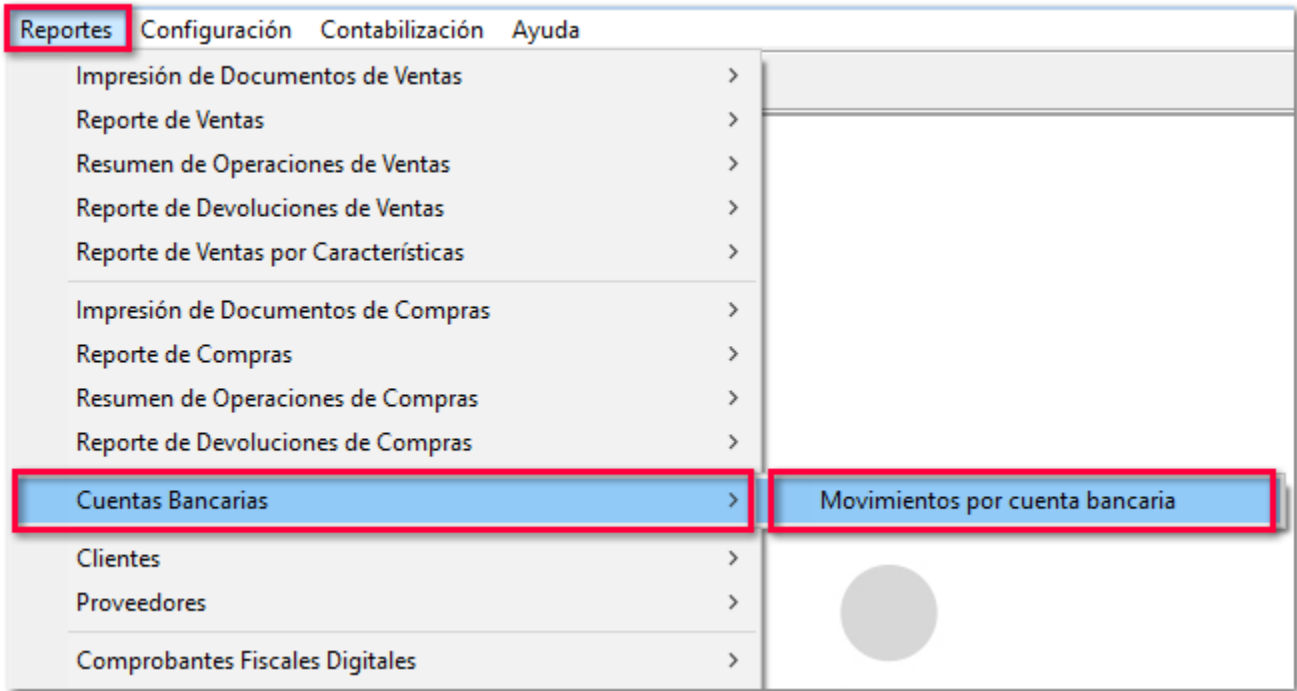 Reportes Configuración Contabilización Ayuda
Impresión de Documentos de Ventas
Reporte de Ventas
Resumen de Operaciones de Ventas
Reporte de Devoluciones de Ventas
Reporte de Ventas por Características
Impresión de Documentos de Compras
Reporte de Compras
Resumen de Operaciones de Compras
Reporte de Devoluciones de Compras
Cuentas Bancarias Movimientos por cuenta bancaria
Clientes
Proveedores
Comprobantes Fiscales Digitales